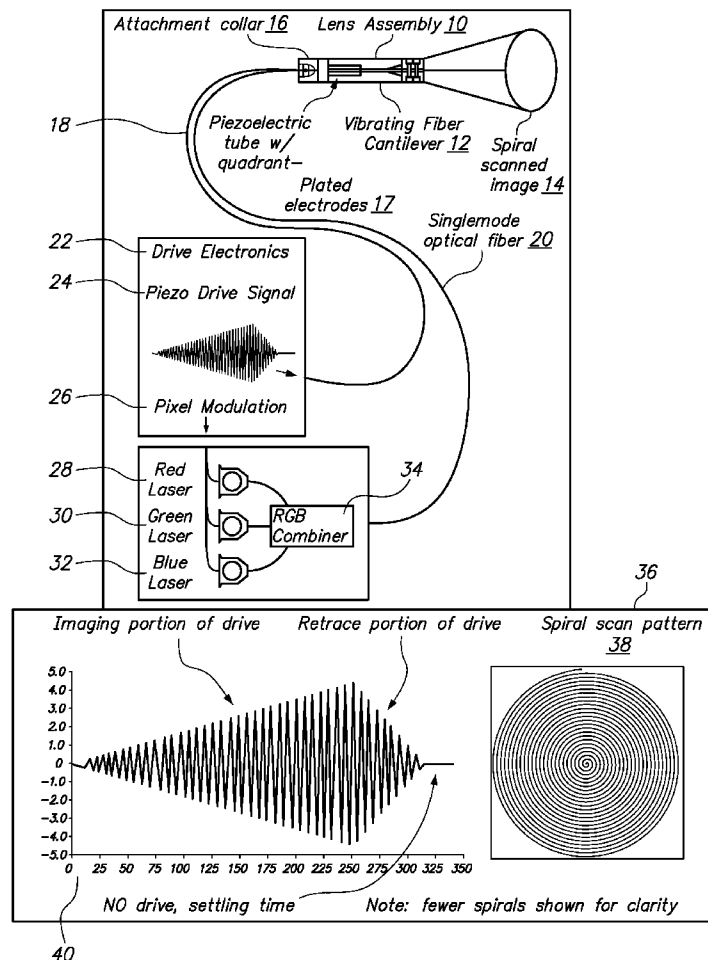 Attachment collar 16
Lens Assembly 10
18
Piezoelectric
tube w/
quadrant-
Vibrating Fiber
Cantilever 12
Spiral
scanned
image 14
Plated
electrodes 17
Singlemode
optical fiber 20
22
Drive Electronics
24
Piezo Drive Signal
26
Pixel Modulation
28
Red
Laser
34
30
Green
Laser
RGB
Combiner
32
Blue
Laser
36
Imaging portion of drive
Retrace portion of drive
Spiral scan pattern
38
5.0
4.0
3.0
2.0
1.0
0
-1.0
-2.0
-3.0
-4.0
-5.0
0 25 50 75 100 125 150 175 200 225 250 275 300 325 350
NO drive, settling time
Note: fewer spirals shown for clarity
40